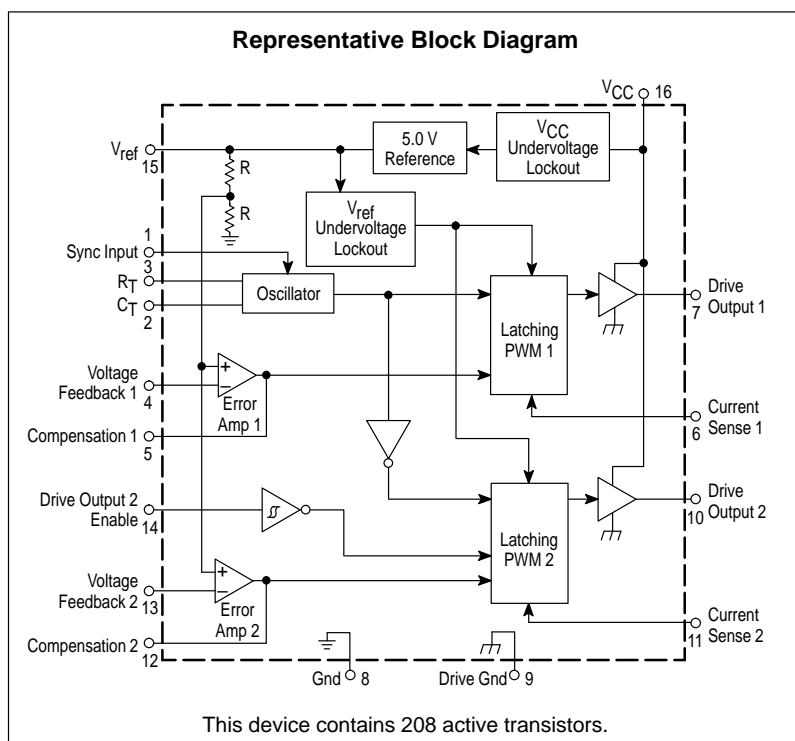 Representative Block Diagram
VCC 16
Vref
15
R
R
5.0 V
Reference
VCC
Undervoltage
Lockout
Vref
Undervoltage
Lockout
1
Sync Input
3
RT
CT
2
Oscillator
Latching
PWM 1
Drive
Output 1
7
Voltage
Feedback 1
4
+
–
Error
Amp 1
Compensation 1
5
Current
Sense 1
6
Drive Output 2
Enable
14
Latching
PWM 2
Drive
Output 2
10
Voltage
Feedback 2
13
+
–
Error
Amp 2
Compensation 2
12
Current
Sense 2
11
Gnd 8
Drive Gnd 9
This device contains 208 active transistors.